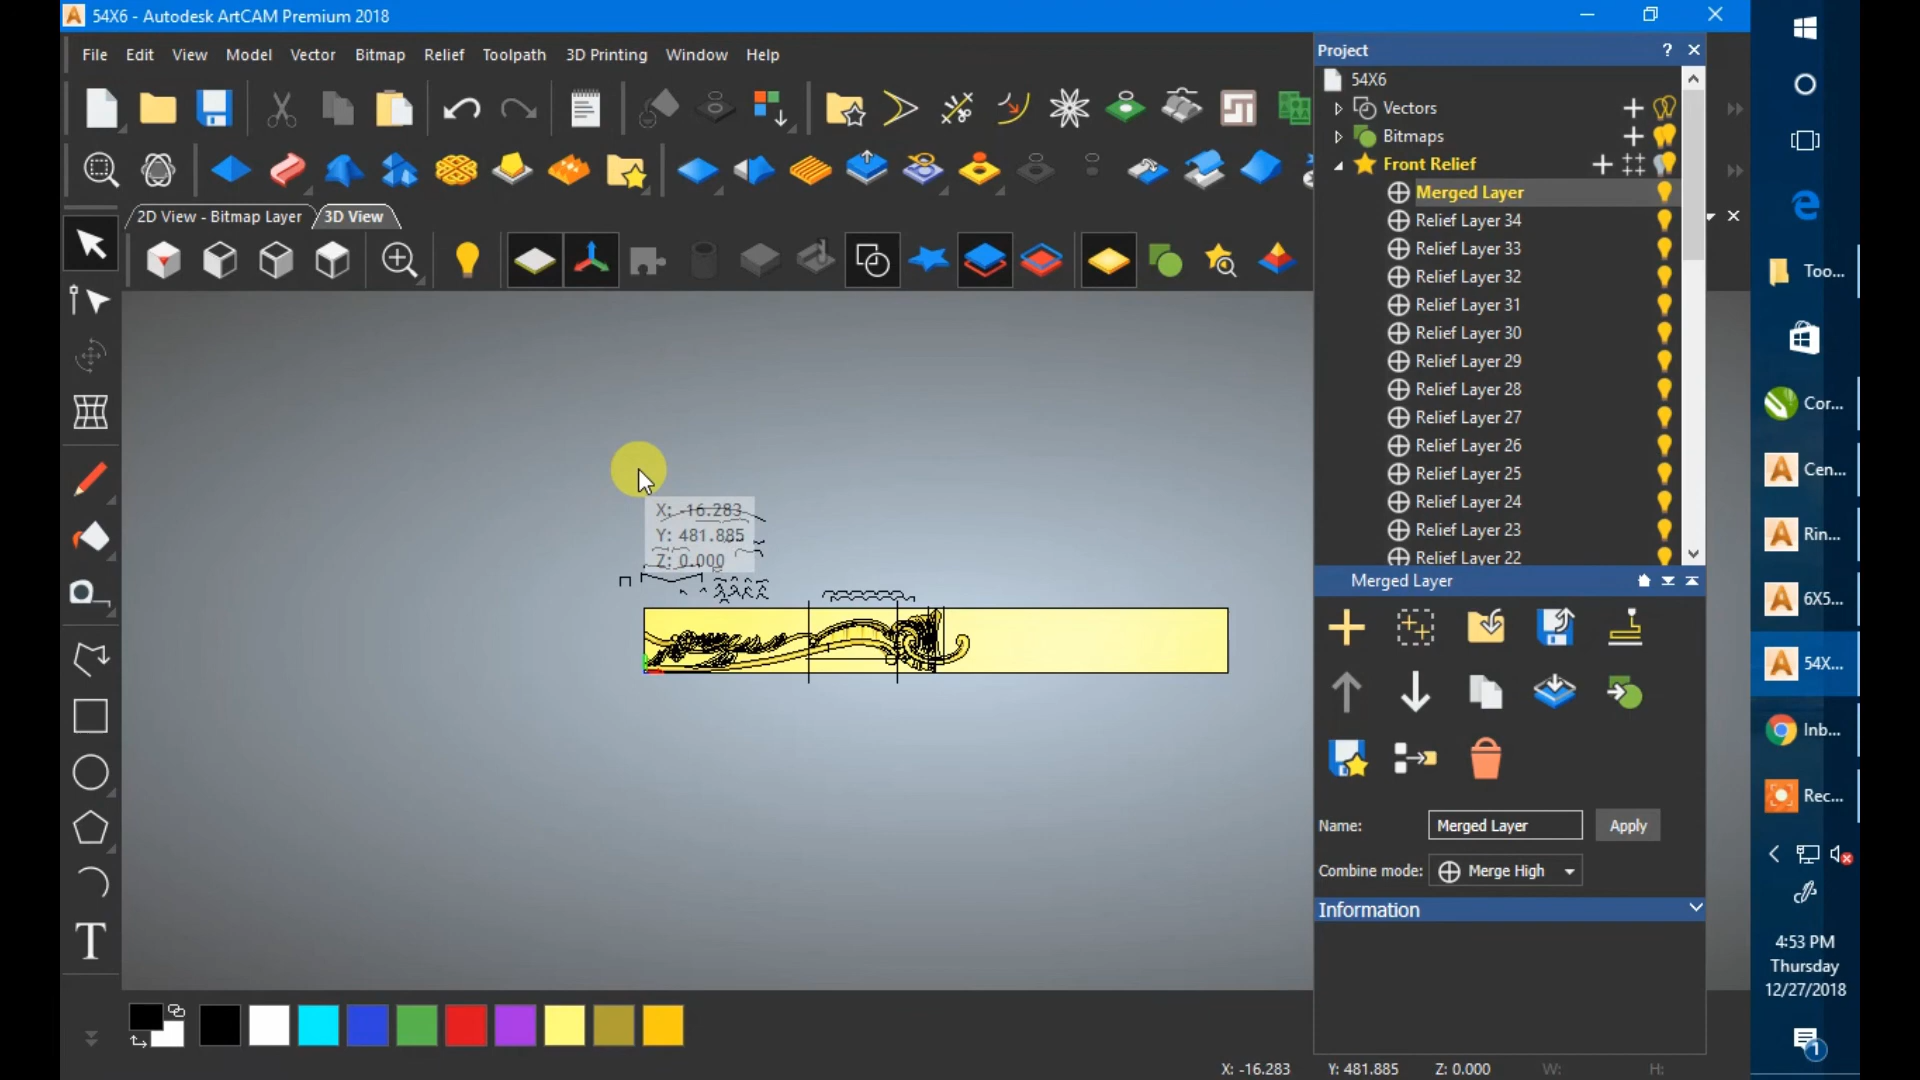 54X6 - Autodesk ArtCAM Premium 2018
File Edit View Model Vector Bitmap Relief Toolpath 3D Printing Window Help
2D View - Bitmap Layer 3D View
X: -16.283
Y: 481.885
Z: 0.000
Project ?
54X6
Vectors
Bitmaps
Front Relief
Merged Layer
Relief Layer 34
Relief Layer 33
Relief Layer 32
Relief Layer 31
Relief Layer 30
Relief Layer 29
Relief Layer 28
Relief Layer 27
Relief Layer 26
Relief Layer 25
Relief Layer 24
Relief Layer 23
Relief Layer 22
Merged Layer
Name: Merged Layer Apply
Combine mode: Merge High
Information
X: -16.283 Y: 481.885 Z: 0.000 W: H:
Too...
Cor...
Cen...
Rin...
6X5...
54X...
Inb...
Rec...
4:53 PM
Thursday
12/27/2018
1